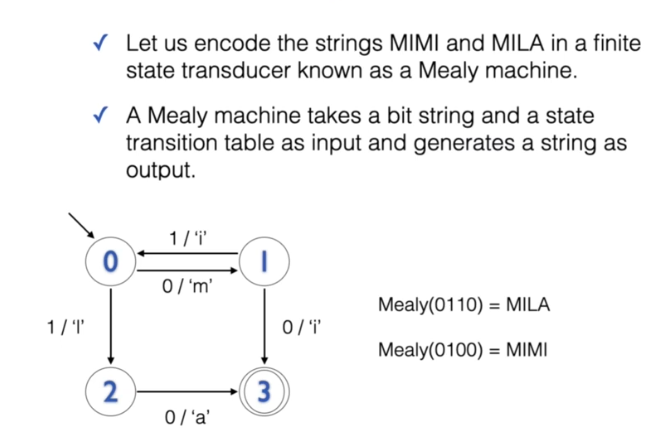 ✓ Let us encode the strings MIMI and MILA in a finite
state transducer known as a Mealy machine.
✓ A Mealy machine takes a bit string and a state
transition table as input and generates a string as
output.
1 / 'i'
0
1
0 / 'm'
1 / 'l'
0 / 'i'
Mealy(0110) = MILA
Mealy(0100) = MIMI
2
3
0 / 'a'